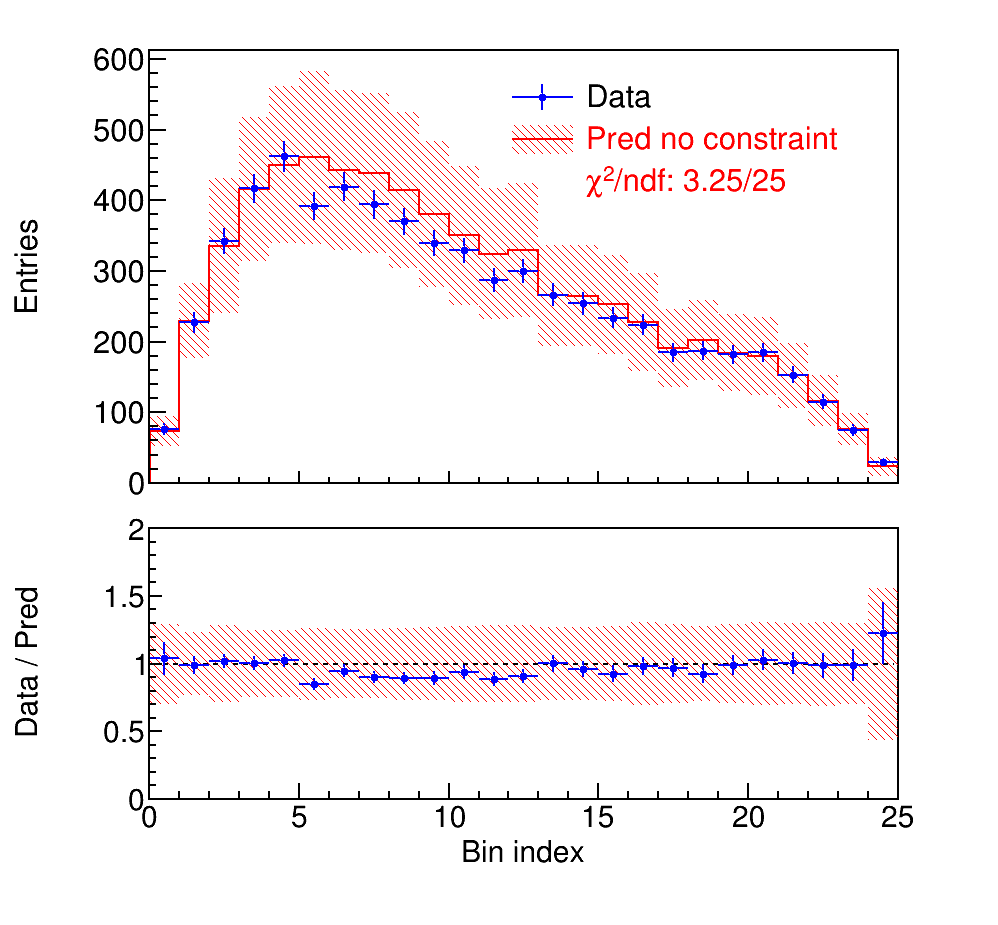 600
500
400
300
200
100
0
Entries
Data
Pred no constraint
χ²/ndf: 3.25/25
2
1.5
1
0.5
0
Data / Pred
0 5 10 15 20 25
Bin index